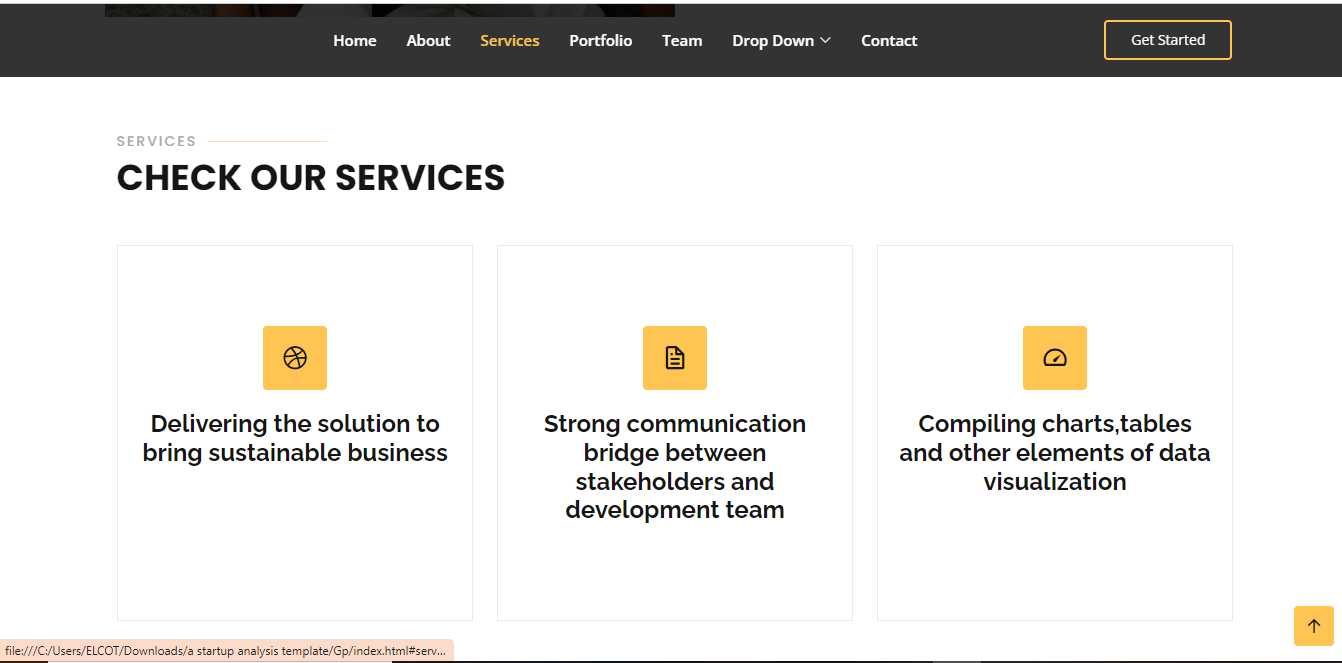 Home About Services Portfolio Team Drop Down Contact Get Started
SERVICES
CHECK OUR SERVICES
Delivering the solution to
bring sustainable business
Strong communication
bridge between
stakeholders and
development team
Compiling charts,tables
and other elements of data
visualization
file:///C:/Users/ELCOT/Downloads/a startup analysis template/Gp/index.html#serv...